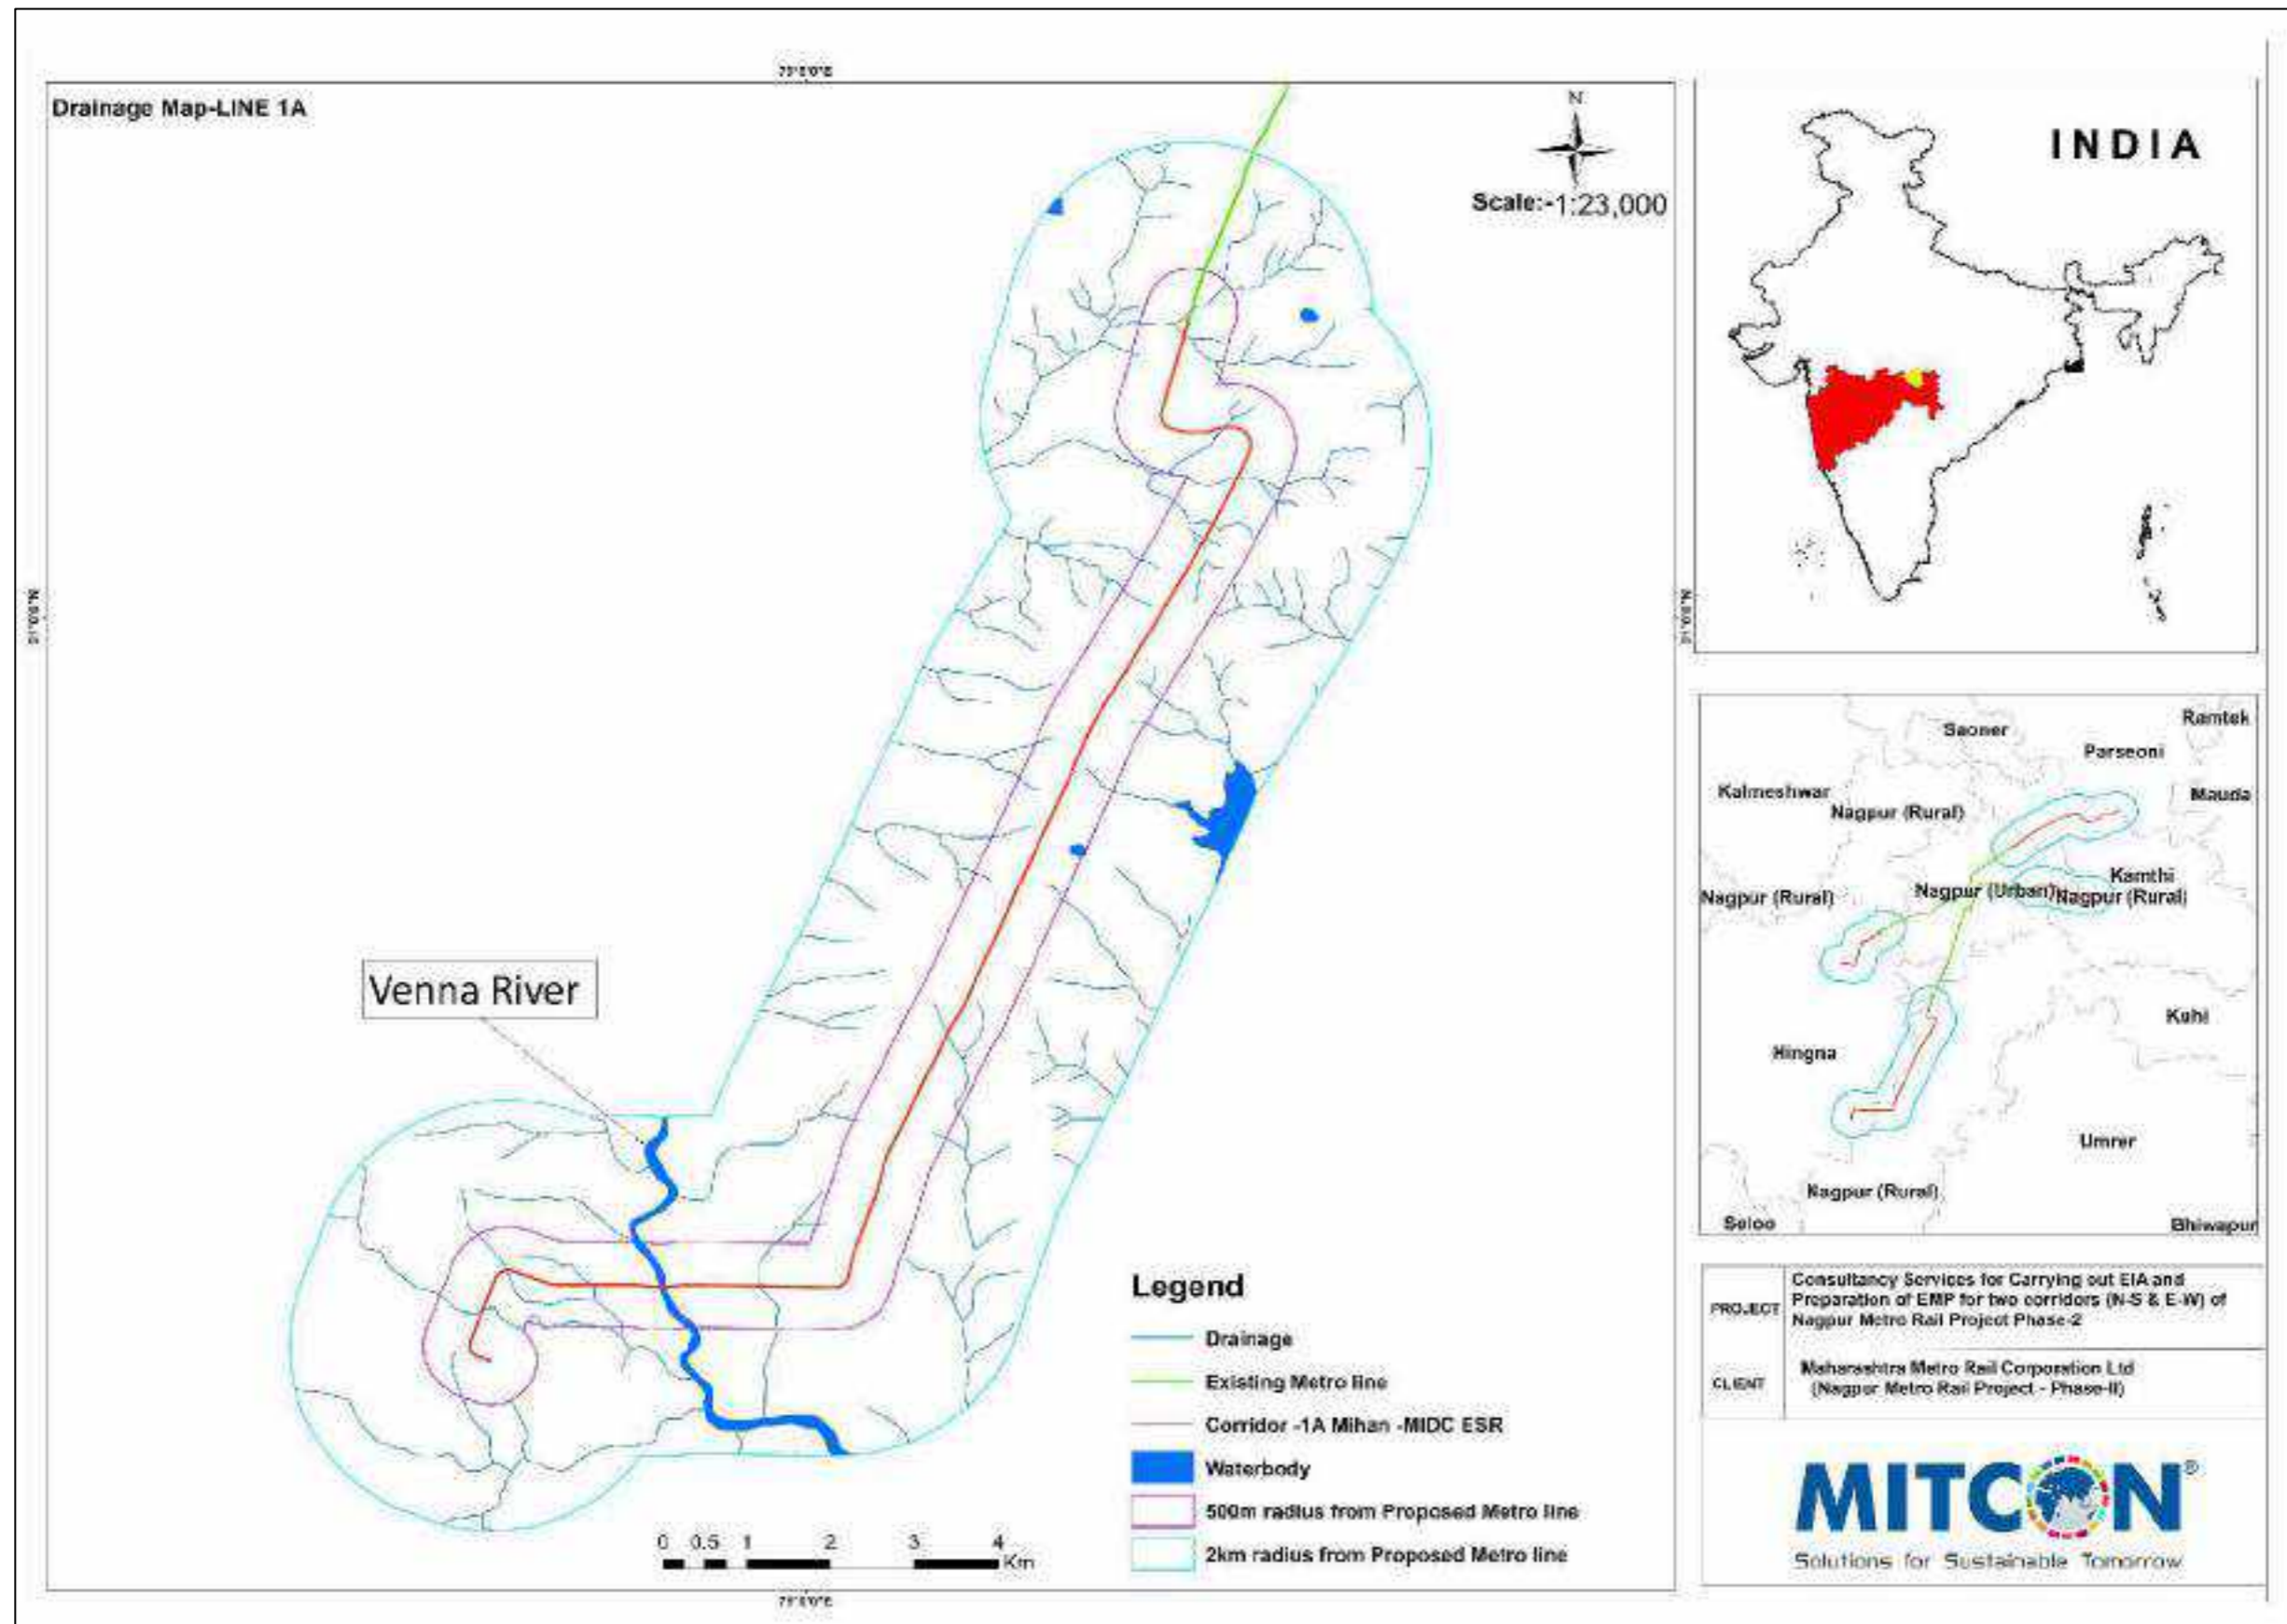 Drainage Map-LINE 1A
N
Scale:-1:23,000
Venna River
Legend
Drainage
Existing Metro line
Corridor -1A Mihan -MIDC ESR
Waterbody
500m radius from Proposed Metro line
2km radius from Proposed Metro line
0 0.5 1 2 3 4
Km
INDIA
Ramtek
Saoner
Parseoni
Kalmeshwar
Mauda
Nagpur (Rural)
Kamthi
Nagpur (Urban)
Nagpur (Rural)
Nagpur (Rural)
Kuhi
Hingna
Umrer
Nagpur (Rural)
Seloo
Bhiwapur
PROJECT
Consultancy Services for Carrying out EIA and
Preparation of EMP for two corridors (N-S & E-W) of
Nagpur Metro Rail Project Phase-2
CLIENT
Maharashtra Metro Rail Corporation Ltd
(Nagpur Metro Rail Project - Phase-II)
MITCON®
Solutions for Sustainable Tomorrow